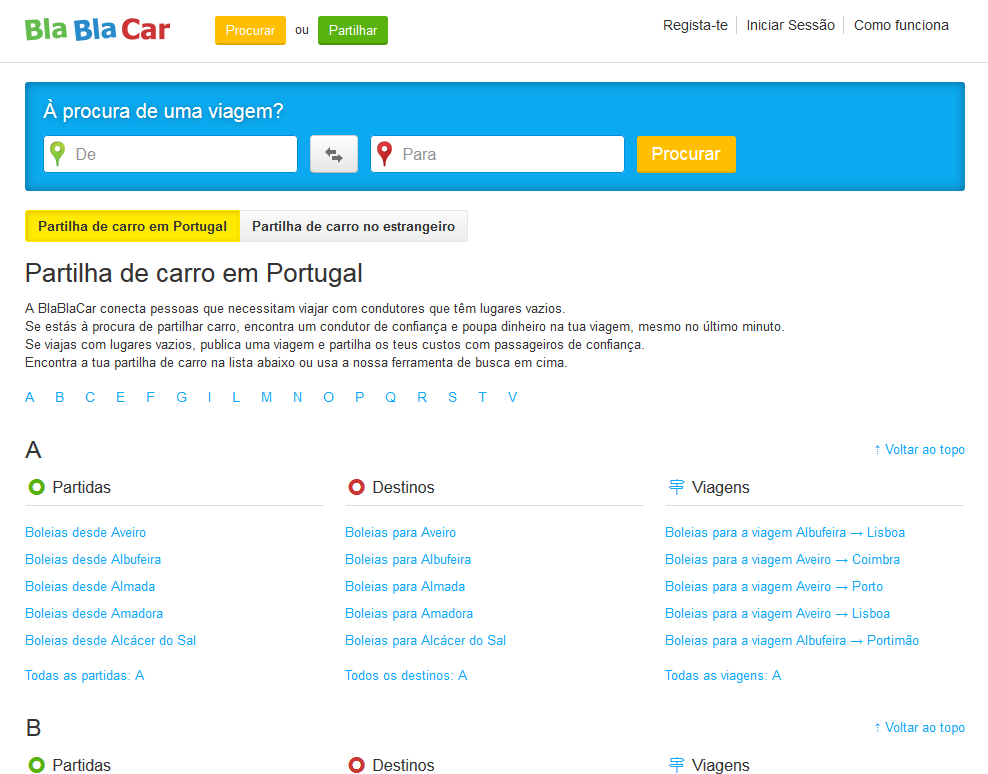 Bla Bla Car Procurar ou Partilhar Regista-te Iniciar Sessão Como funciona
À procura de uma viagem?
De Para Procurar
Partilha de carro em Portugal Partilha de carro no estrangeiro
Partilha de carro em Portugal
A BlaBlaCar conecta pessoas que necessitam viajar com condutores que têm lugares vazios.
Se estás à procura de partilhar carro, encontra um condutor de confiança e poupa dinheiro na tua viagem, mesmo no último minuto.
Se viajas com lugares vazios, publica uma viagem e partilha os teus custos com passageiros de confiança.
Encontra a tua partilha de carro na lista abaixo ou usa a nossa ferramenta de busca em cima.
A B C E F G I L M N O P Q R S T V
A ↑ Voltar ao topo
Partidas Destinos Viagens
Boleias desde Aveiro Boleias para Aveiro Boleias para a viagem Albufeira → Lisboa
Boleias desde Albufeira Boleias para Albufeira Boleias para a viagem Aveiro → Coimbra
Boleias desde Almada Boleias para Almada Boleias para a viagem Aveiro → Porto
Boleias desde Amadora Boleias para Amadora Boleias para a viagem Aveiro → Lisboa
Boleias desde Alcácer do Sal Boleias para Alcácer do Sal Boleias para a viagem Albufeira → Portimão
Todas as partidas: A Todos os destinos: A Todas as viagens: A
B ↑ Voltar ao topo
Partidas Destinos Viagens